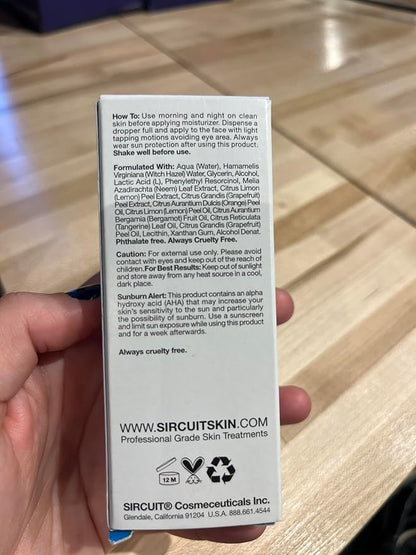 How To: Use morning and night on clean
skin before applying moisturizer. Dispense a
dropper full and apply to the face with light
tapping motions avoiding eye area. Always
wear sun protection after using this product.
Shake well before use.
Formulated With: Aqua (Water), Hamamelis
Virginiana (Witch Hazel) Water, Glycerin, Alcohol,
Lactic Acid (L), Phenylethyl Resorcinol, Melia
Azadirachta (Neem) Leaf Extract, Citrus Limon
(Lemon) Peel Extract, Citrus Grandis (Grapefruit)
Peel Extract, Citrus Aurantium Dulcis (Orange) Peel
Oil, Citrus Limon (Lemon) Peel Oil, Citrus Aurantium
Bergamia (Bergamot) Fruit Oil, Citrus Reticulata
(Tangerine) Leaf Oil, Citrus Grandis (Grapefruit)
Peel Oil, Lecithin, Xanthan Gum, Alcohol Denat.
Phthalate free. Always Cruelty Free.
Caution: For external use only. Please avoid
contact with eyes and keep out of the reach of
children. For Best Results: Keep out of sunlight
and store away from any heat source in a cool,
dark place.
Sunburn Alert: This product contains an alpha
hydroxy acid (AHA) that may increase your
skin's sensitivity to the sun and particularly
the possibility of sunburn. Use a sunscreen
and limit sun exposure while using this product
and for a week afterwards.
Always cruelty free.
WWW.SIRCUITSKIN.COM
Professional Grade Skin Treatments
12 M
SIRCUIT® Cosmeceuticals Inc.
Glendale, California 91204 U.S.A. 888.661.4544